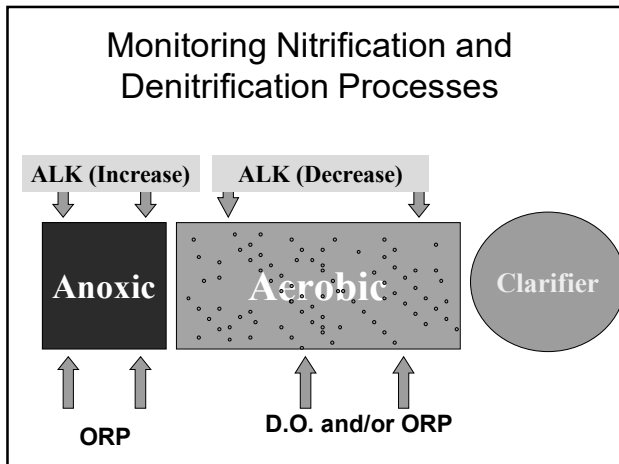 Monitoring Nitrification and
Denitrification Processes
ALK (Increase)
ALK (Decrease)
Anoxic
Aerobic
Clarifier
ORP
D.O. and/or ORP